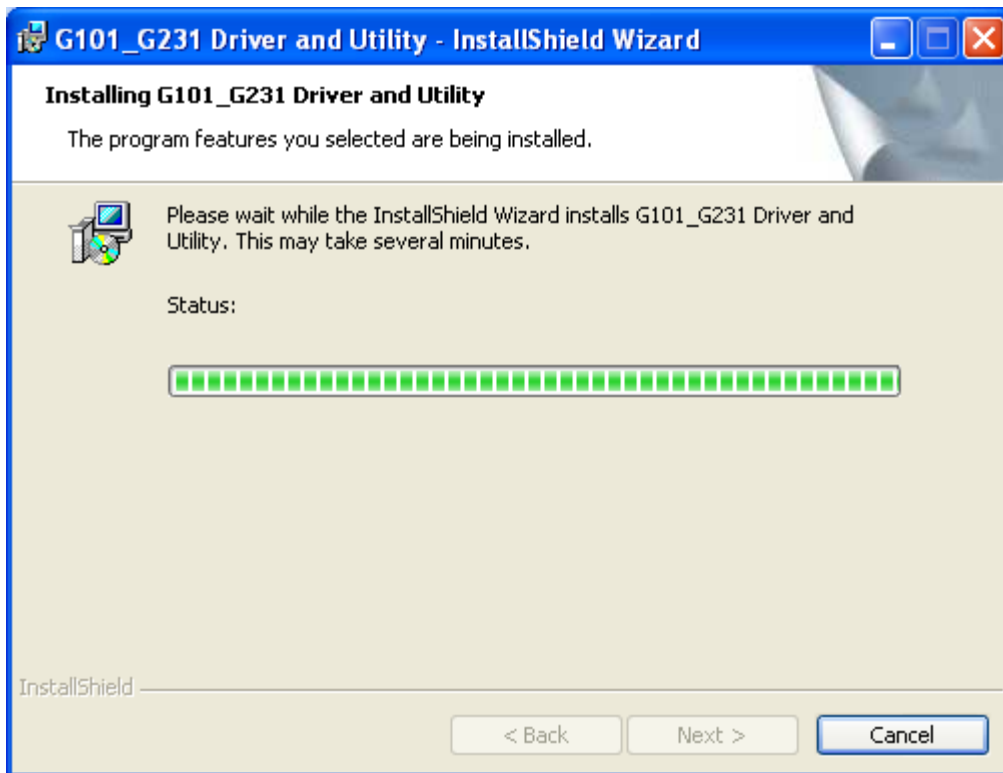 G101_G231 Driver and Utility - InstallShield Wizard
Installing G101_G231 Driver and Utility
The program features you selected are being installed.
Please wait while the InstallShield Wizard installs G101_G231 Driver and
Utility. This may take several minutes.
Status:
InstallShield
< Back Next > Cancel